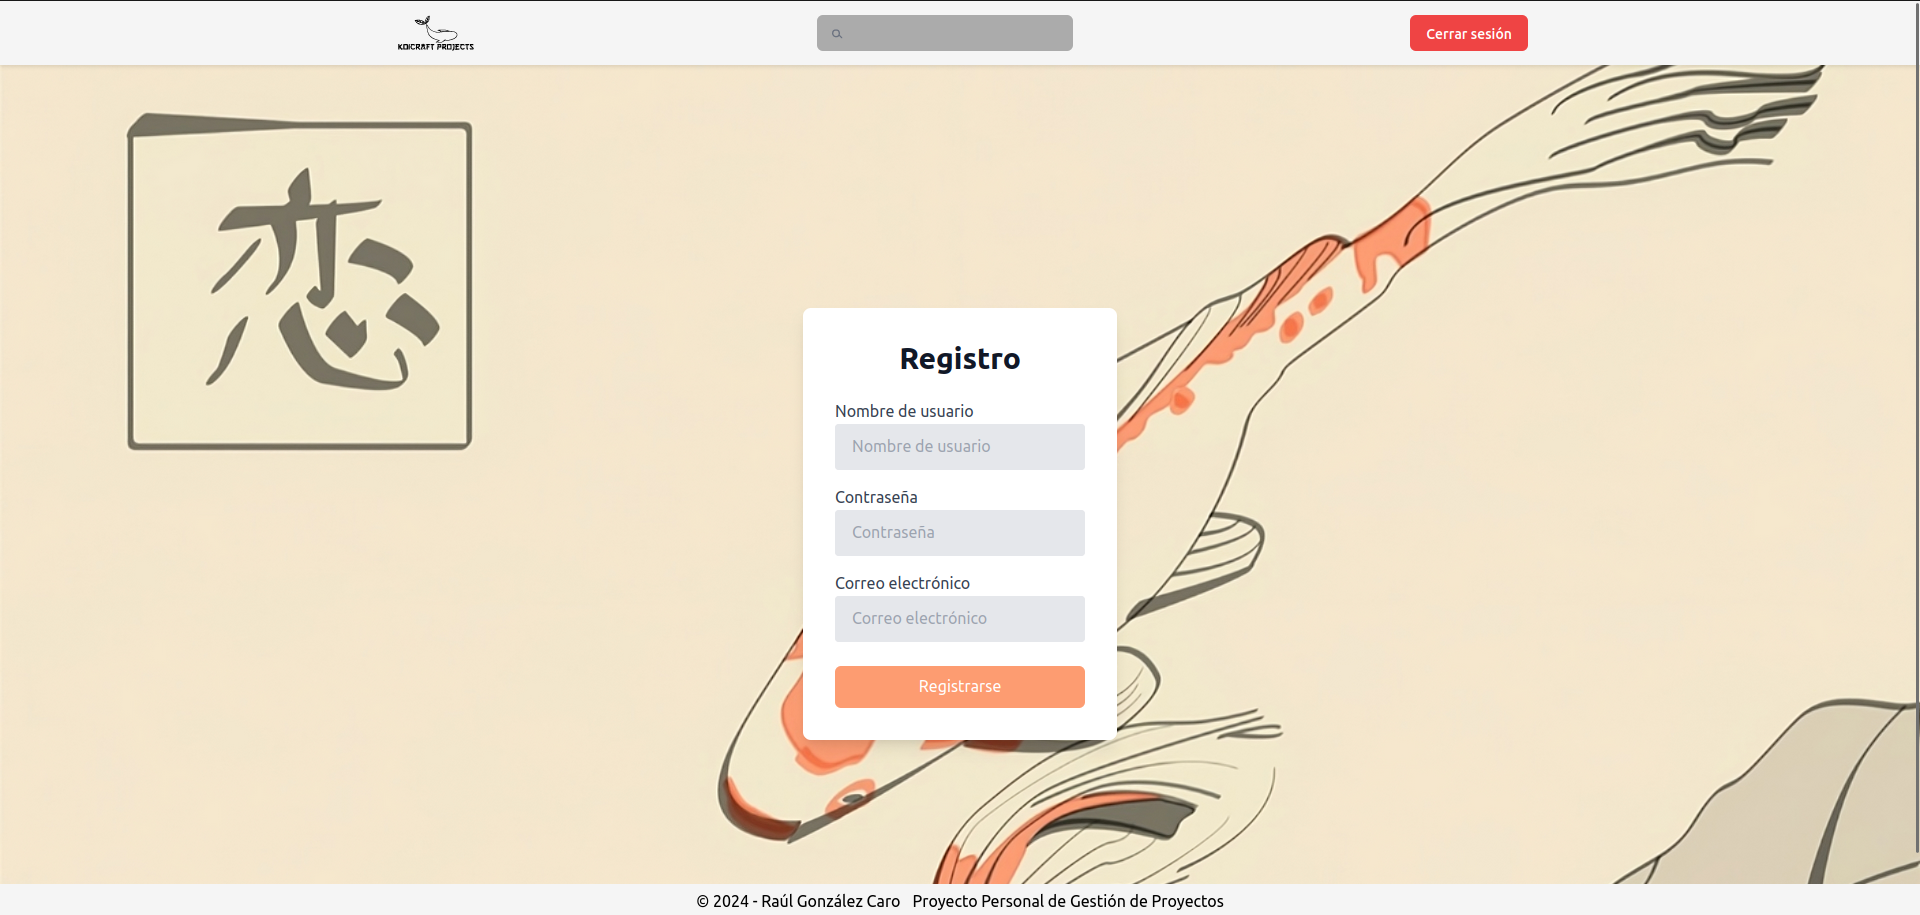 KOICRAFT PROJECTS
Cerrar sesión
恋
Registro
Nombre de usuario
Nombre de usuario
Contraseña
Contraseña
Correo electrónico
Correo electrónico
Registrarse
© 2024 - Raúl González Caro Proyecto Personal de Gestión de Proyectos